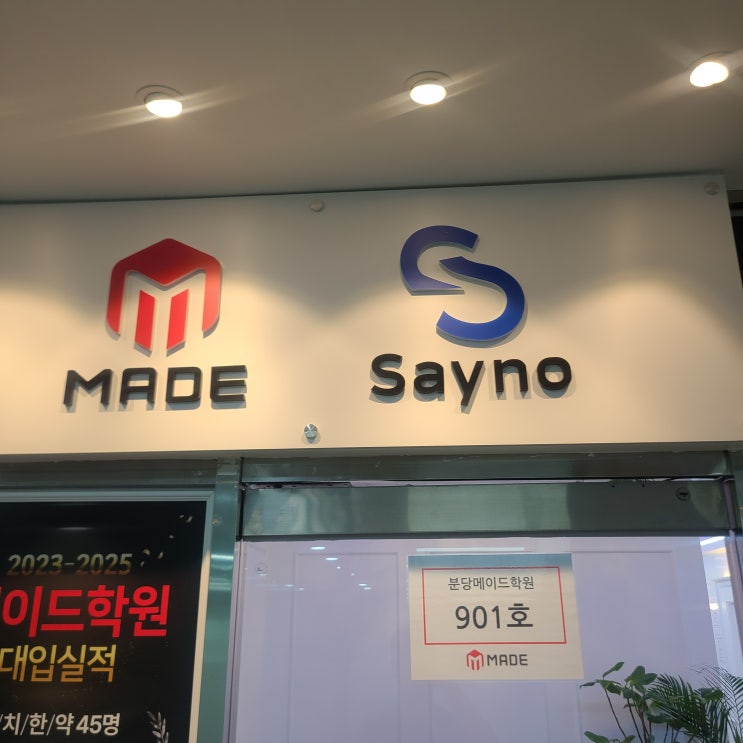 MADE
Sayno
2023-2025
이드학원
대입실적
/치/한/약 45명
분당메이드학원
901호
MADE